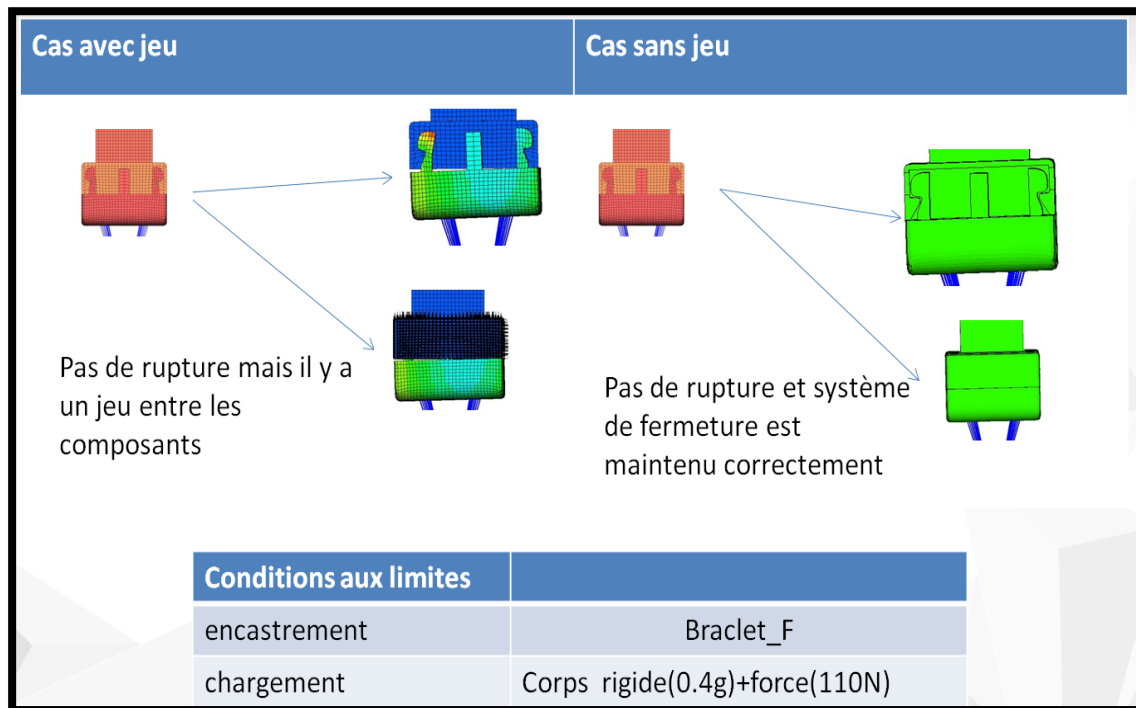 Cas avec jeu
Cas sans jeu
Pas de rupture mais il y a
un jeu entre les
composants
Pas de rupture et système
de fermeture est
maintenu correctement
Conditions aux limites
encastrement
Braclet_F
chargement
Corps rigide(0.4g)+force(110N)